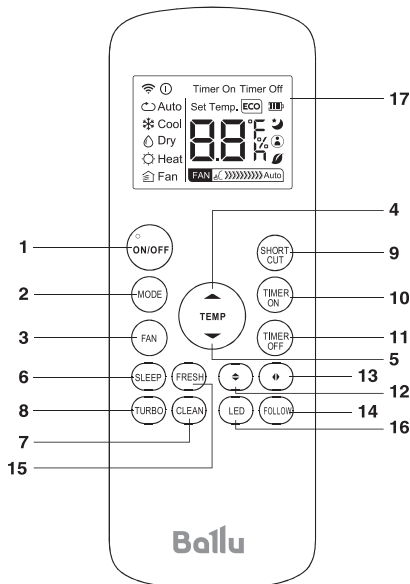 Timer On Timer Off
Auto Set Temp. ECO
Cool
Dry
Heat
Fan
88 °F % h
FAN Auto
17
4
1 ON/OFF
SHORT CUT 9
2 MODE
TEMP
TIMER ON 10
3 FAN
TIMER OFF 11
5
6 SLEEP FRESH
13
12
8 TURBO CLEAN LED FOLLOW 14
7
16
15
Ballu